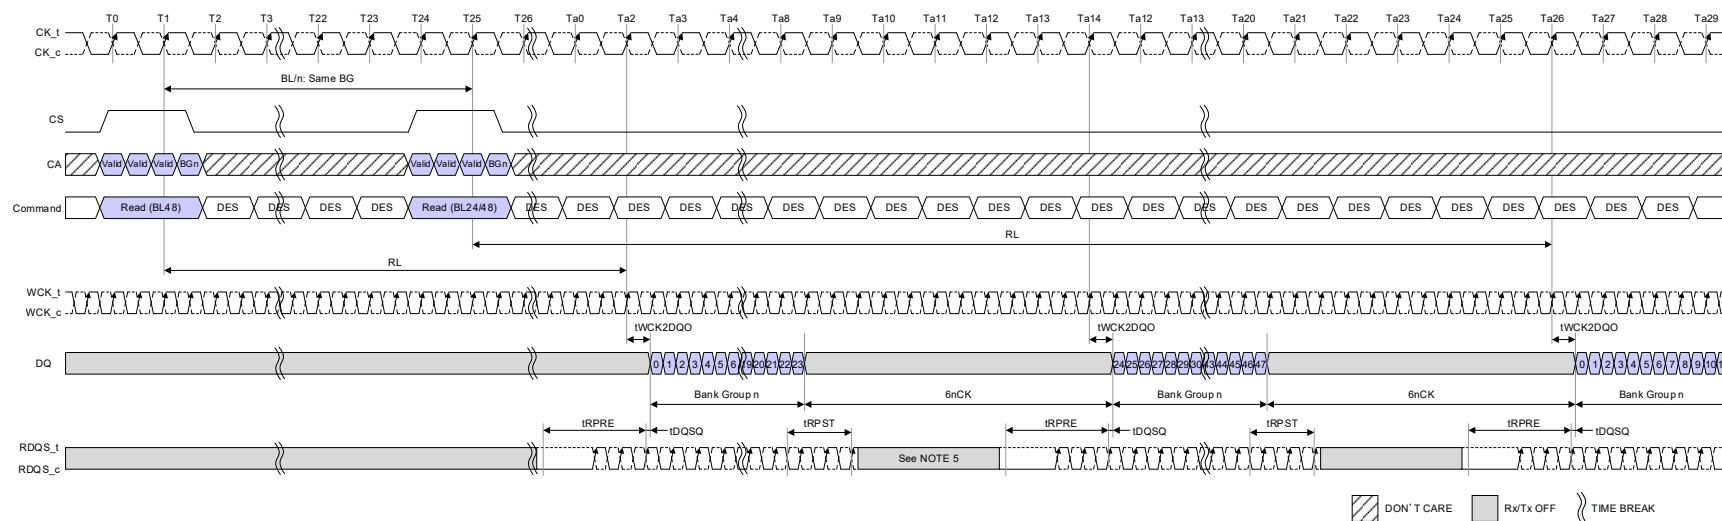 T0 T1 T2 T3 T22 T23 T24 T25 T26 Ta0 Ta2 Ta3 Ta4 Ta8 Ta9 Ta10 Ta11 Ta12 Ta13 Ta14 Ta12 Ta13 Ta20 Ta21 Ta22 Ta23 Ta24 Ta25 Ta26 Ta27 Ta28 Ta29
CK_t
CK_c
BL/n: Same BG
CS
CA Valid Valid Valid BGn Valid Valid Valid BGn
Command Read (BL48) DES DES DES DES Read (BL24/48) DES DES DES DES DES DES DES DES DES DES DES DES DES DES DES DES DES DES DES DES DES DES DES
RL
RL
WCK_t
WCK_c
tWCK2DQO tWCK2DQO tWCK2DQO
DQ 0 1 2 3 4 5 6 19 20 21 22 23 24 25 26 27 28 29 30 43 44 45 46 47 0 1 2 3 4 5 6 7 8 9 10
Bank Group n 6nCK Bank Group n 6nCK Bank Group n
tRPRE tDQSQ tRPST tRPRE tDQSQ tRPST tRPRE tDQSQ
RDQS_t
RDQS_c
See NOTE 5
DON'T CARE Rx/Tx OFF TIME BREAK